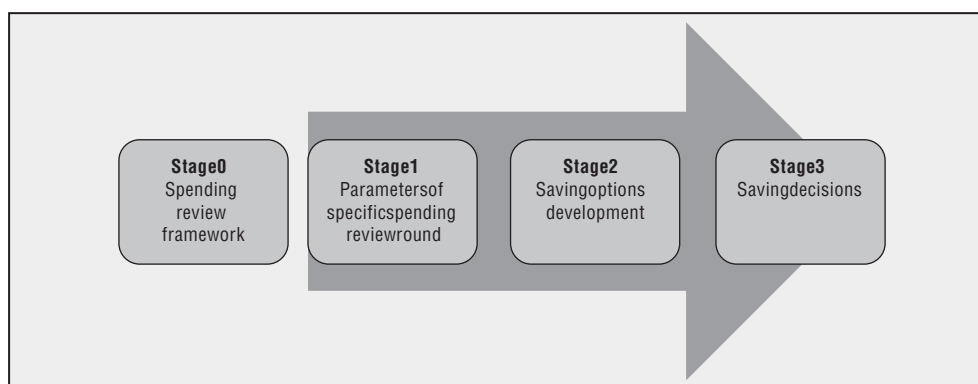 Stage0
Spending
review
framework
Stage1
Parametersof
specificspending
reviewround
Stage2
Savingoptions
development
Stage3
Savingdecisions